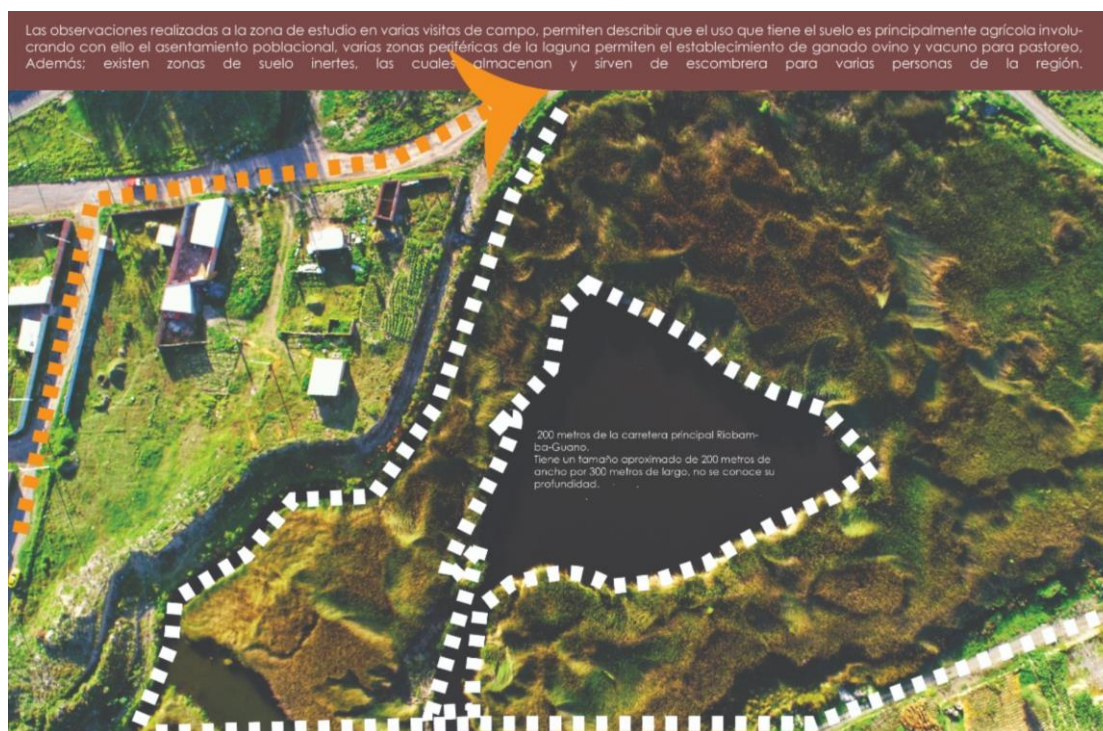 Las observaciones realizadas a la zona de estudio en varias visitas de campo, permiten describir que el uso que tiene el suelo es principalmente agrícola involu-
crando con ello el asentamiento poblacional, varias zonas periféricas de la laguna permiten el establecimiento de ganado ovino y vacuno para pastoreo,
Además; existen zonas de suelo inertes, las cuales almacenan y sirven de escombrera para varias personas de la región.
200 metros de la carretera principal Riobam-
ba-Guano.
Tiene un tamaño aproximado de 200 metros de
ancho por 300 metros de largo, no se conoce su
profundidad.